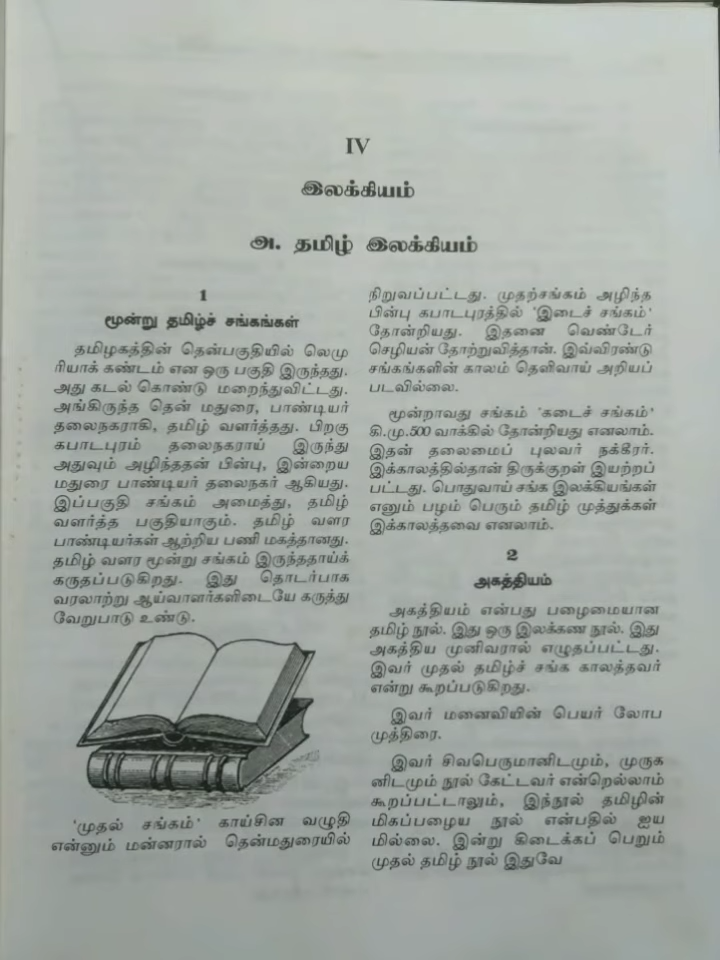 IV
இலக்கியம்
அ. தமிழ் இலக்கியம்
1
மூன்று தமிழ்ச் சங்கங்கள்
தமிழகத்தின் தென்பகுதியில் லெமு
ரியாக் கண்டம் என ஒரு பகுதி இருந்தது.
அது கடல் கொண்டு மறைந்துவிட்டது.
அங்கிருந்த தென் மதுரை, பாண்டியர்
தலைநகராகி, தமிழ் வளர்த்தது. பிறகு
கபாடபுரம் தலைநகராய் இருந்து
அதுவும் அழிந்ததன் பின்பு, இன்றைய
மதுரை பாண்டியர் தலைநகர் ஆகியது.
இப்பகுதி சங்கம் அமைத்து, தமிழ்
வளர்த்த பகுதியாகும். தமிழ் வளர
பாண்டியர்கள் ஆற்றிய பணி மகத்தானது.
தமிழ் வளர மூன்று சங்கம் இருந்ததாய்க்
கருதப்படுகிறது. இது தொடர்பாக
வரலாற்று ஆய்வாளர்களிடையே கருத்து
வேறுபாடு உண்டு.
'முதல் சங்கம்' காய்சின வழுதி
என்னும் மன்னரால் தென்மதுரையில்
நிறுவப்பட்டது. முதற்சங்கம் அழிந்த
பின்பு கபாடபுரத்தில் 'இடைச் சங்கம்'
தோன்றியது. இதனை வெண்டேர்
செழியன் தோற்றுவித்தான். இவ்விரண்டு
சங்கங்களின் காலம் தெளிவாய் அறியப்
படவில்லை.
மூன்றாவது சங்கம் 'கடைச் சங்கம்'
கி.மு.500 வாக்கில் தோன்றியது எனலாம்.
இதன் தலைமைப் புலவர் நக்கீரர்.
இக்காலத்தில்தான் திருக்குறள் இயற்றப்
பட்டது. பொதுவாய் சங்க இலக்கியங்கள்
எனும் பழம் பெரும் தமிழ் முத்துக்கள்
இக்காலத்தவை எனலாம்.
2
அகத்தியம்
அகத்தியம் என்பது பழைமையான
தமிழ் நூல். இது ஒரு இலக்கண நூல். இது
அகத்திய முனிவரால் எழுதப்பட்டது.
இவர் முதல் தமிழ்ச் சங்க காலத்தவர்
என்று கூறப்படுகிறது.
இவர் மனைவியின் பெயர் லோப
முத்திரை.
இவர் சிவபெருமானிடமும், முருக
னிடமும் நூல் கேட்டவர் என்றெல்லாம்
கூறப்பட்டாலும், இந்நூல் தமிழின்
மிகப்பழைய நூல் என்பதில் ஐய
மில்லை. இன்று கிடைக்கப் பெறும்
முதல் தமிழ் நூல் இதுவே